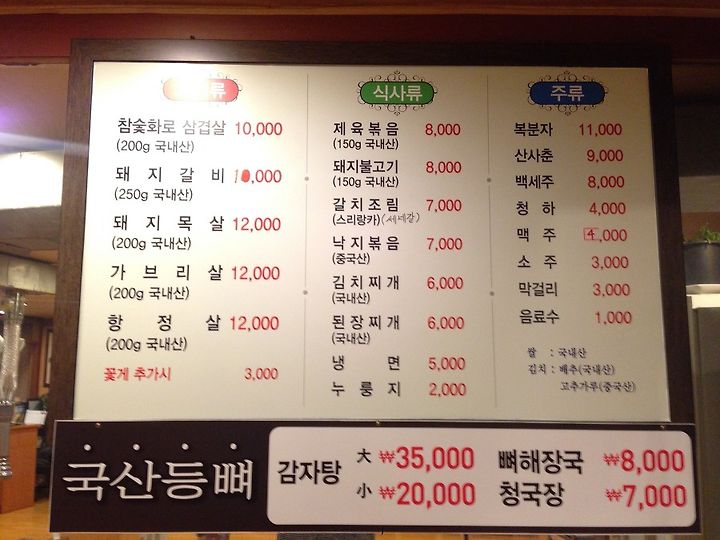 류
참숯화로 삼겹살 10,000
(200g 국내산)
돼지갈비 10,000
(250g 국내산)
돼지목살 12,000
(200g 국내산)
가브리살 12,000
(200g 국내산)
항정살 12,000
(200g 국내산)
꽃게 추가시 3,000
식사류
제육볶음 8,000
(150g 국내산)
돼지불고기 8,000
(150g 국내산)
갈치조림 7,000
(스리랑카)(세네갈)
낙지볶음 7,000
(중국산)
김치찌개 6,000
(국내산)
된장찌개 6,000
(국내산)
냉면 5,000
누룽지 2,000
주류
복분자 11,000
산사춘 9,000
백세주 8,000
청하 4,000
맥주 4,000
소주 3,000
막걸리 3,000
음료수 1,000
쌀 : 국내산
김치 : 배추(국내산)
고추가루(중국산)
국산등뼈
감자탕 大 ₩35,000
小 ₩20,000
뼈해장국 ₩8,000
청국장 ₩7,000